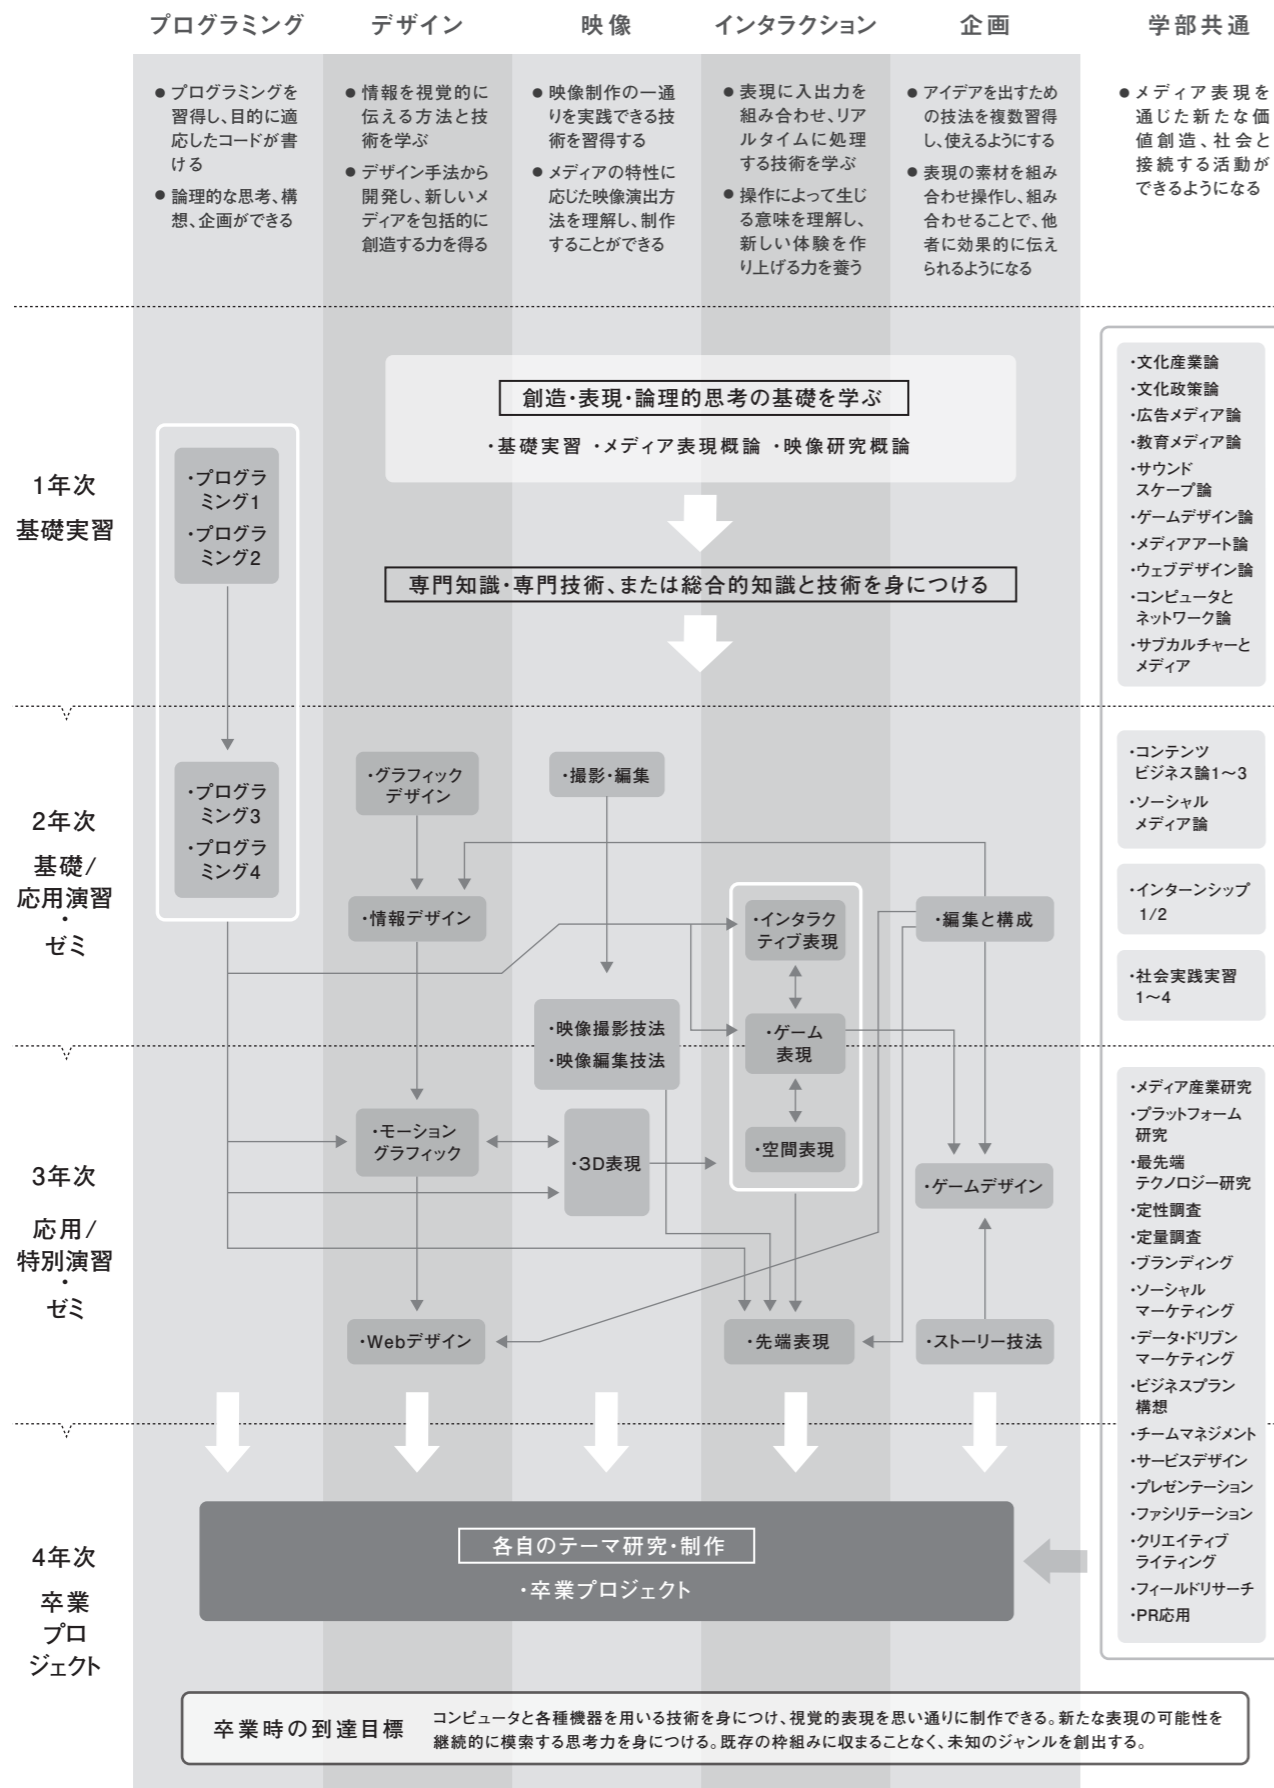 プログラミング
デザイン
映像
インタラクション
企画
学部共通
● プログラミングを
習得し、目的に適
応したコードが書
ける
● 論理的な思考、構
想、企画ができる
● 情報を視覚的に
伝える方法と技
術を学ぶ
● デザイン手法から
開発し、新しいメ
ディアを包括的に
創造する力を得る
● 映像制作の一通
りを実践できる技
術を習得する
● メディアの特性に
応じた映像演出方
法を理解し、制作
することができる
● 表現に入出力を
組み合わせ、リア
ルタイムに処理
する技術を学ぶ
● 操作によって生じ
る意味を理解し、
新しい体験を作
り上げる力を養う
● アイデアを出すため
の技法を複数習得
し、使えるようにする
● 表現の素材を組み
合わせ操作し、組み
合わせることで、他
者に効果的に伝え
られるようになる
● メディア表現を
通じた新たな価
値創造、社会と
接続する活動が
できるようになる
1年次
基礎実習
創造・表現・論理的思考の基礎を学ぶ
・基礎実習 ・メディア表現概論 ・映像研究概論
・プログラ
ミング1
・プログラ
ミング2
専門知識・専門技術、または総合的知識と技術を身につける
・文化産業論
・文化政策論
・広告メディア論
・教育メディア論
・サウンド
スケープ論
・ゲームデザイン論
・メディアアート論
・ウェブデザイン論
・コンピュータと
ネットワーク論
・サブカルチャーと
メディア
2年次
基礎/
応用演習
・
ゼミ
・プログラ
ミング3
・プログラ
ミング4
・グラフィック
デザイン
・撮影・編集
・情報デザイン
・インタラク
ティブ表現
・編集と構成
・映像撮影技法
・映像編集技法
・ゲーム
表現
・コンテンツ
ビジネス論1〜3
・ソーシャル
メディア論
・インターンシップ
1/2
・社会実践実習
1〜4
3年次
応用/
特別演習
・
ゼミ
・モーション
グラフィック
・3D表現
・空間表現
・ゲームデザイン
・Webデザイン
・先端表現
・ストーリー技法
・メディア産業研究
・プラットフォーム
研究
・最先端
テクノロジー研究
・定性調査
・定量調査
・ブランディング
・ソーシャル
マーケティング
・データ・ドリブン
マーケティング
・ビジネスプラン
構想
・チームマネジメント
・サービスデザイン
・プレゼンテーション
・ファシリテーション
・クリエイティブ
ライティング
・フィールドリサーチ
・PR応用
4年次
卒業
プロ
ジェクト
各自のテーマ研究・制作
・卒業プロジェクト
卒業時の到達目標
コンピュータと各種機器を用いる技術を身につけ、視覚的表現を思い通りに制作できる。新たな表現の可能性を
継続的に模索する思考力を身につける。既存の枠組みに収まることなく、未知のジャンルを創出する。